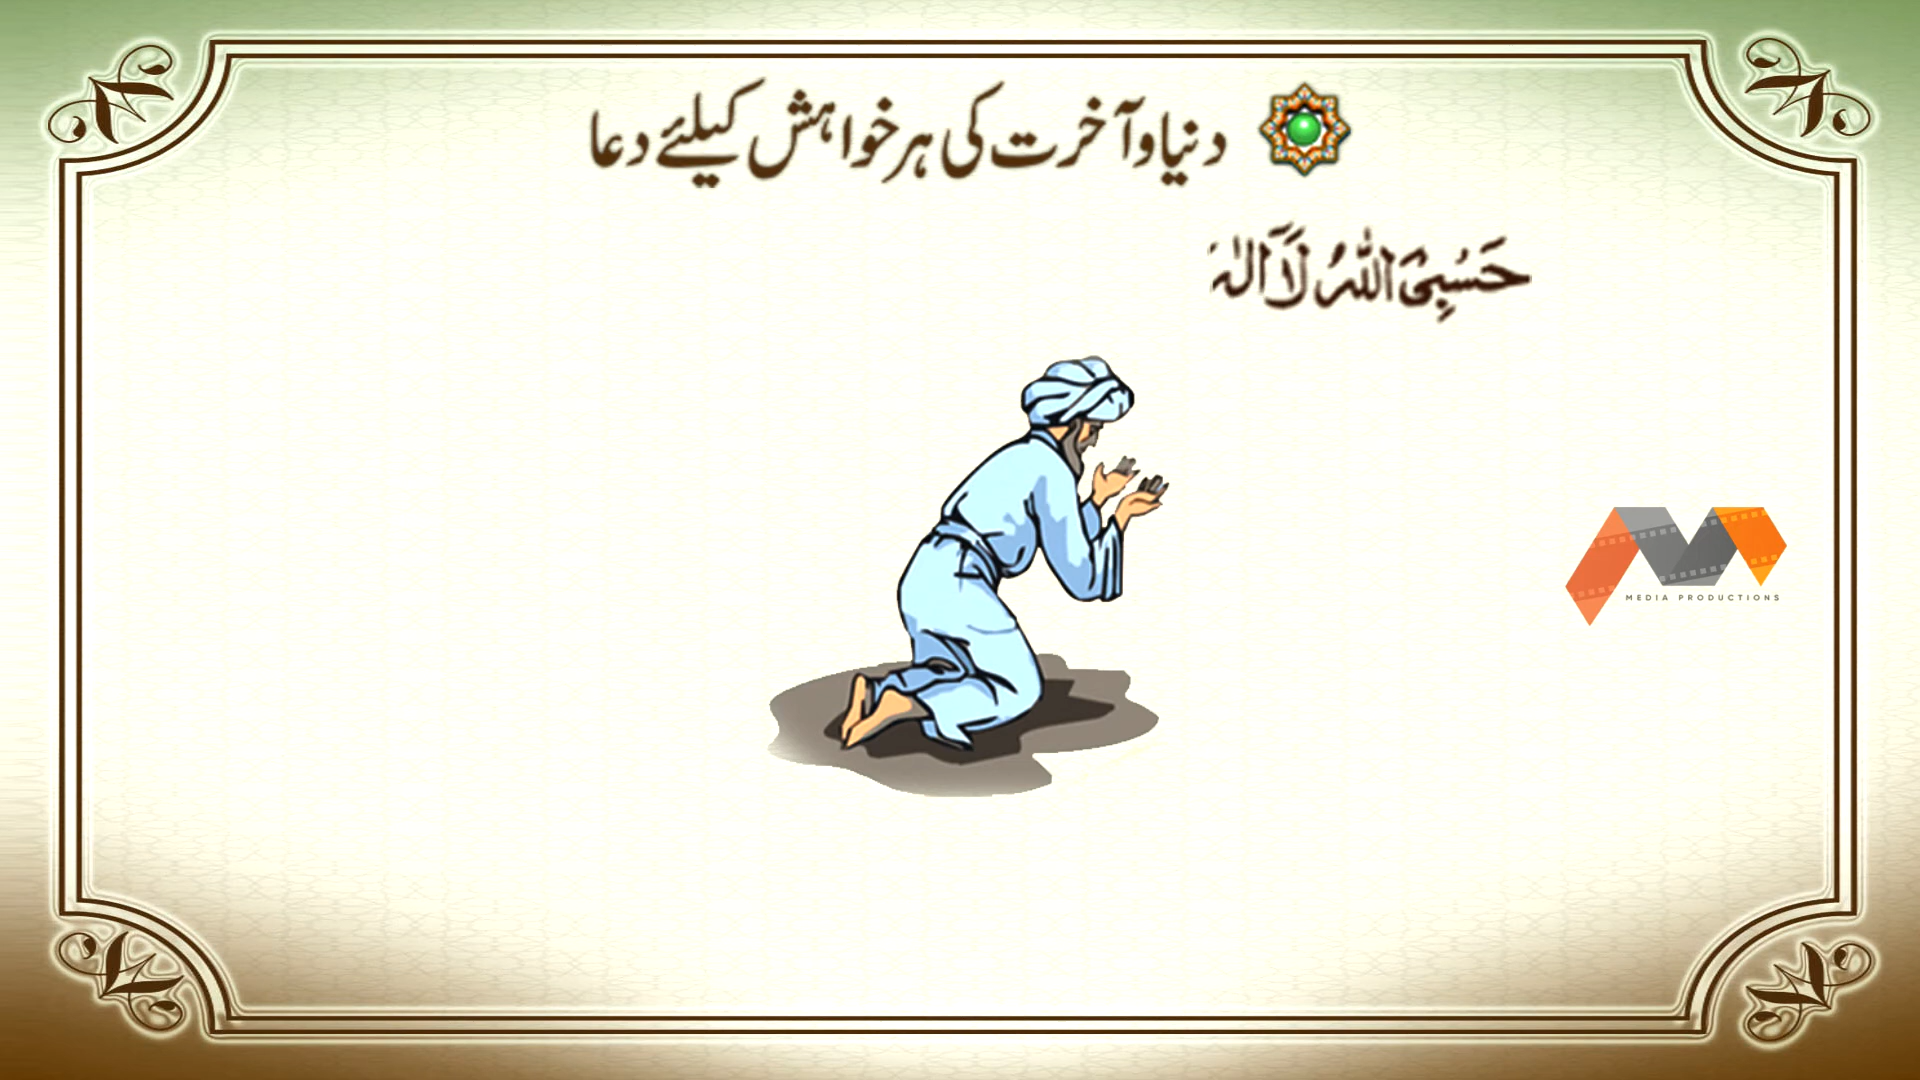 دنیا و آخرت کی ہر خواہش کیلئے دعا
حَسْبِیَ اللّٰہُ لَآ اِلٰہَ
MEDIA PRODUCTIONS